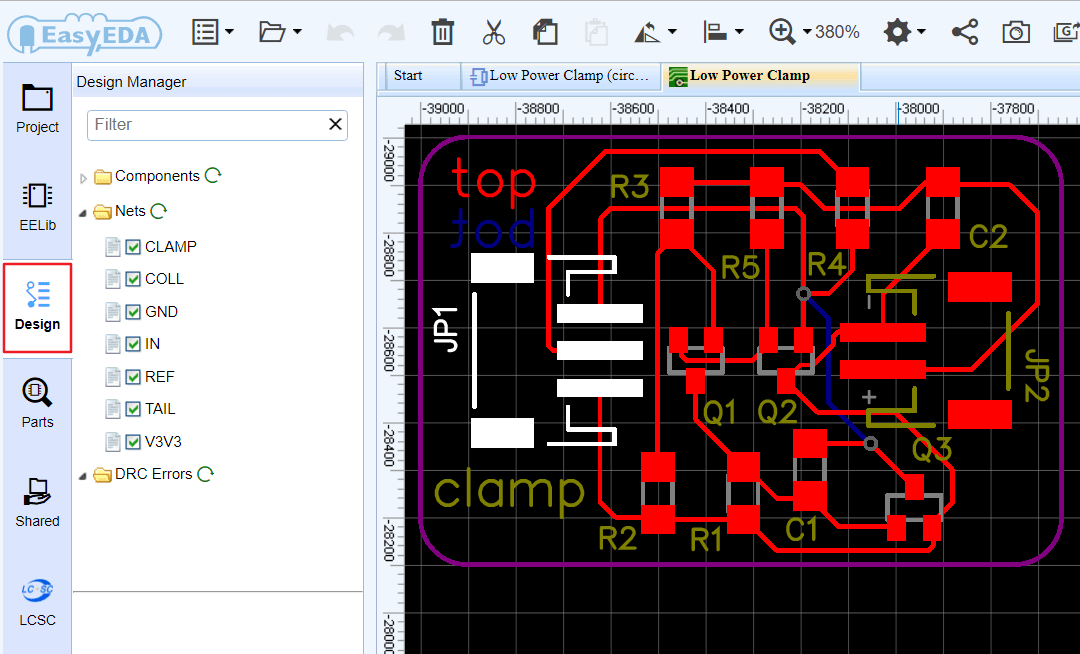 EasyEDA
380%
Project
EELib
Design
Parts
Shared
LCSC
LCSC
Design Manager
Filter
Components
Nets
CLAMP
COLL
GND
IN
REF
TAIL
V3V3
DRC Errors
Start
Low Power Clamp (circ...
Low Power Clamp
-39000
-38800
-38600
-38400
-38200
-38000
-37800
-29000
-28800
-28600
-28400
-28200
-28000
top
bot
R3
R5
R4
C2
JP1
JP2
−
+
Q1
Q2
Q3
clamp
R2
R1
C1